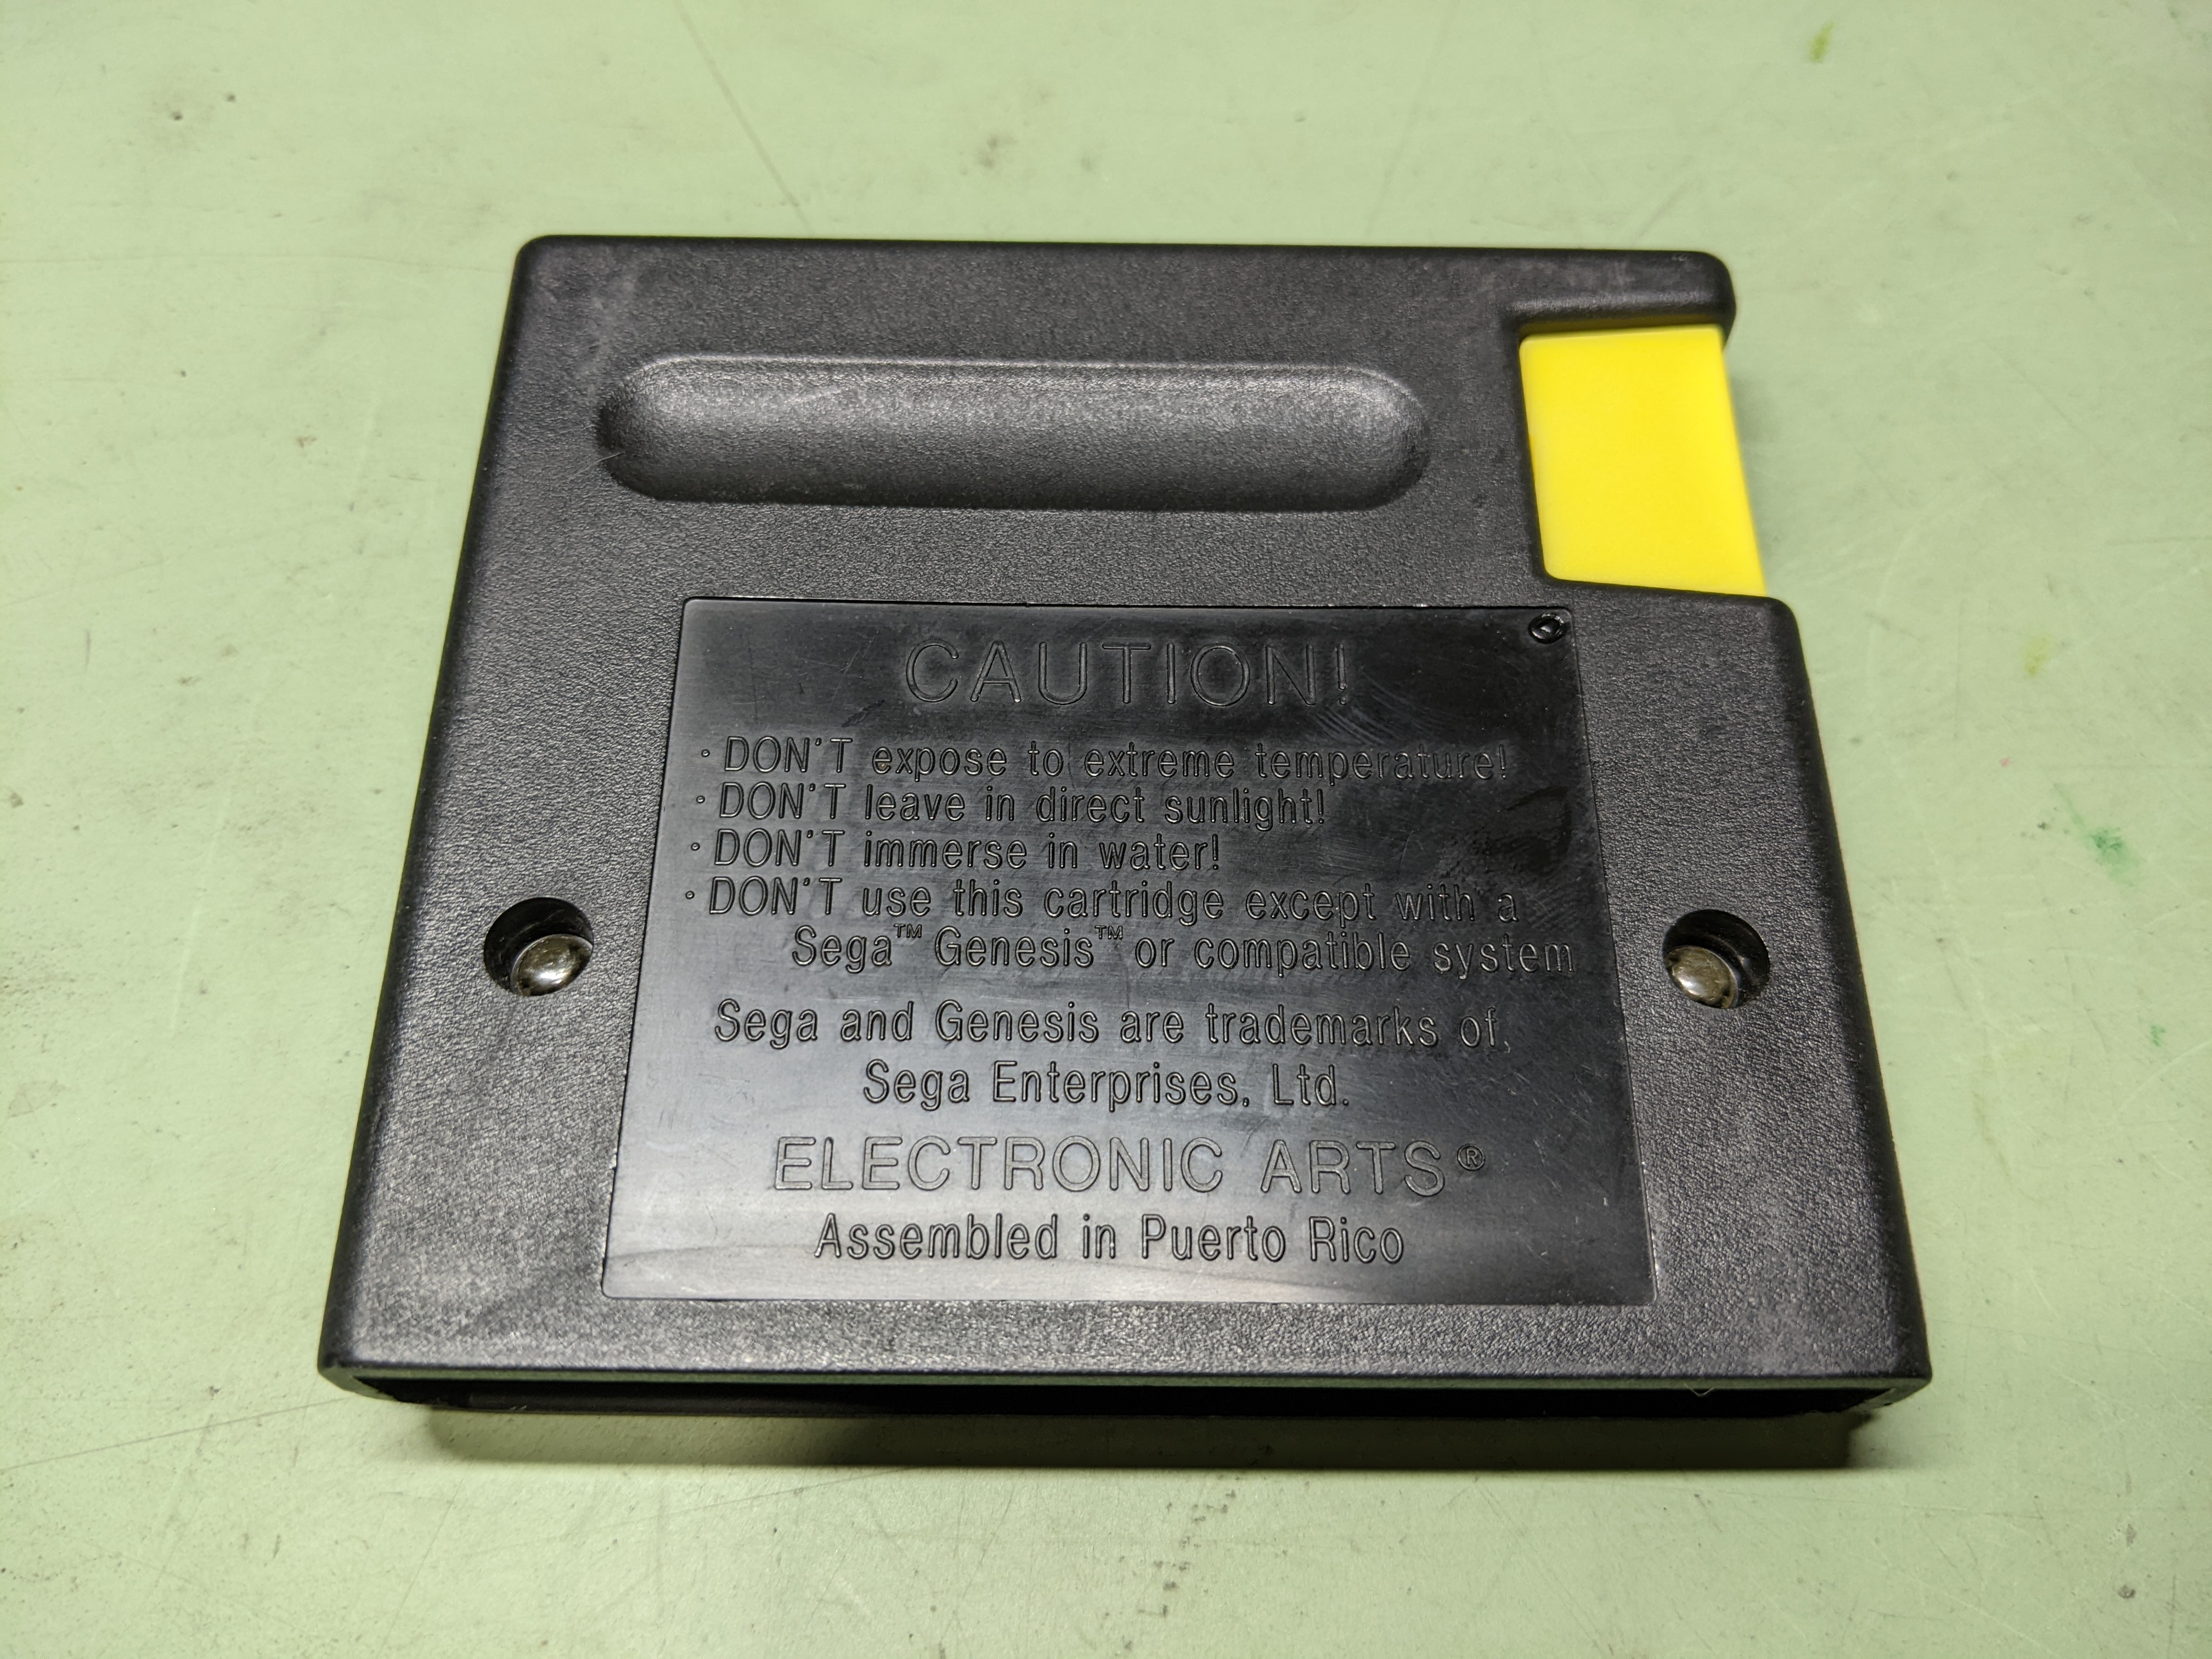 CAUTION!
· DON'T expose to extreme temperature!
· DON'T leave in direct sunlight!
· DON'T immerse in water!
· DON'T use this cartridge except with a
Sega™ Genesis™ or compatible system
Sega and Genesis are trademarks of
Sega Enterprises, Ltd.
ELECTRONIC ARTS®
Assembled in Puerto Rico